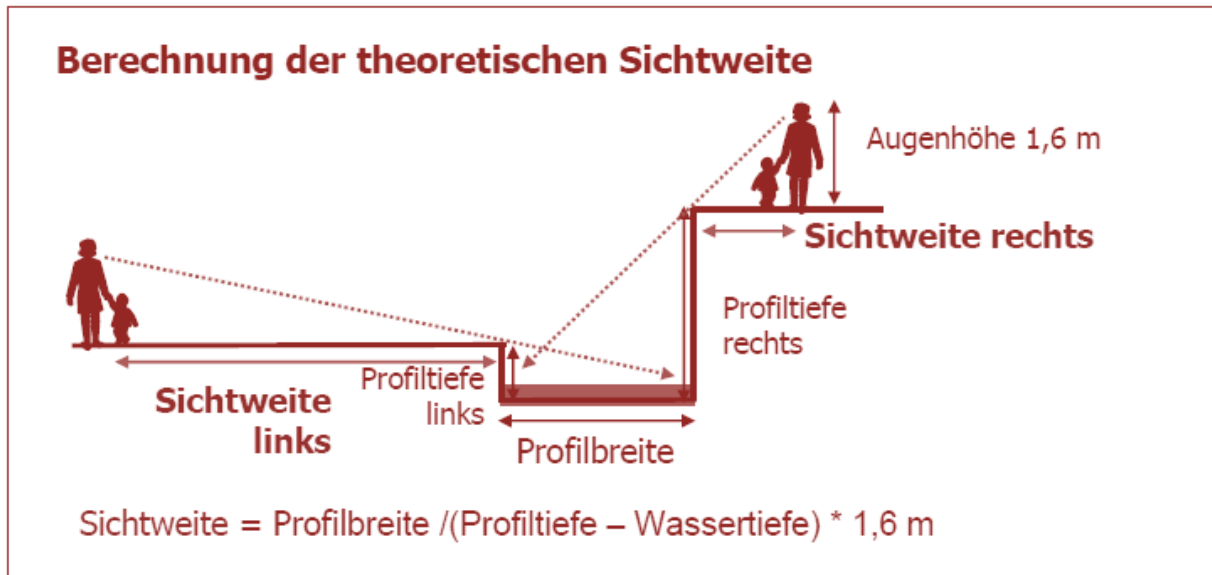 Berechnung der theoretischen Sichtweite
Augenhöhe 1,6 m
Sichtweite rechts
Profiltiefe
rechts
Profiltiefe
links
Sichtweite
links
Profilbreite
Sichtweite = Profilbreite /(Profiltiefe – Wassertiefe) * 1,6 m